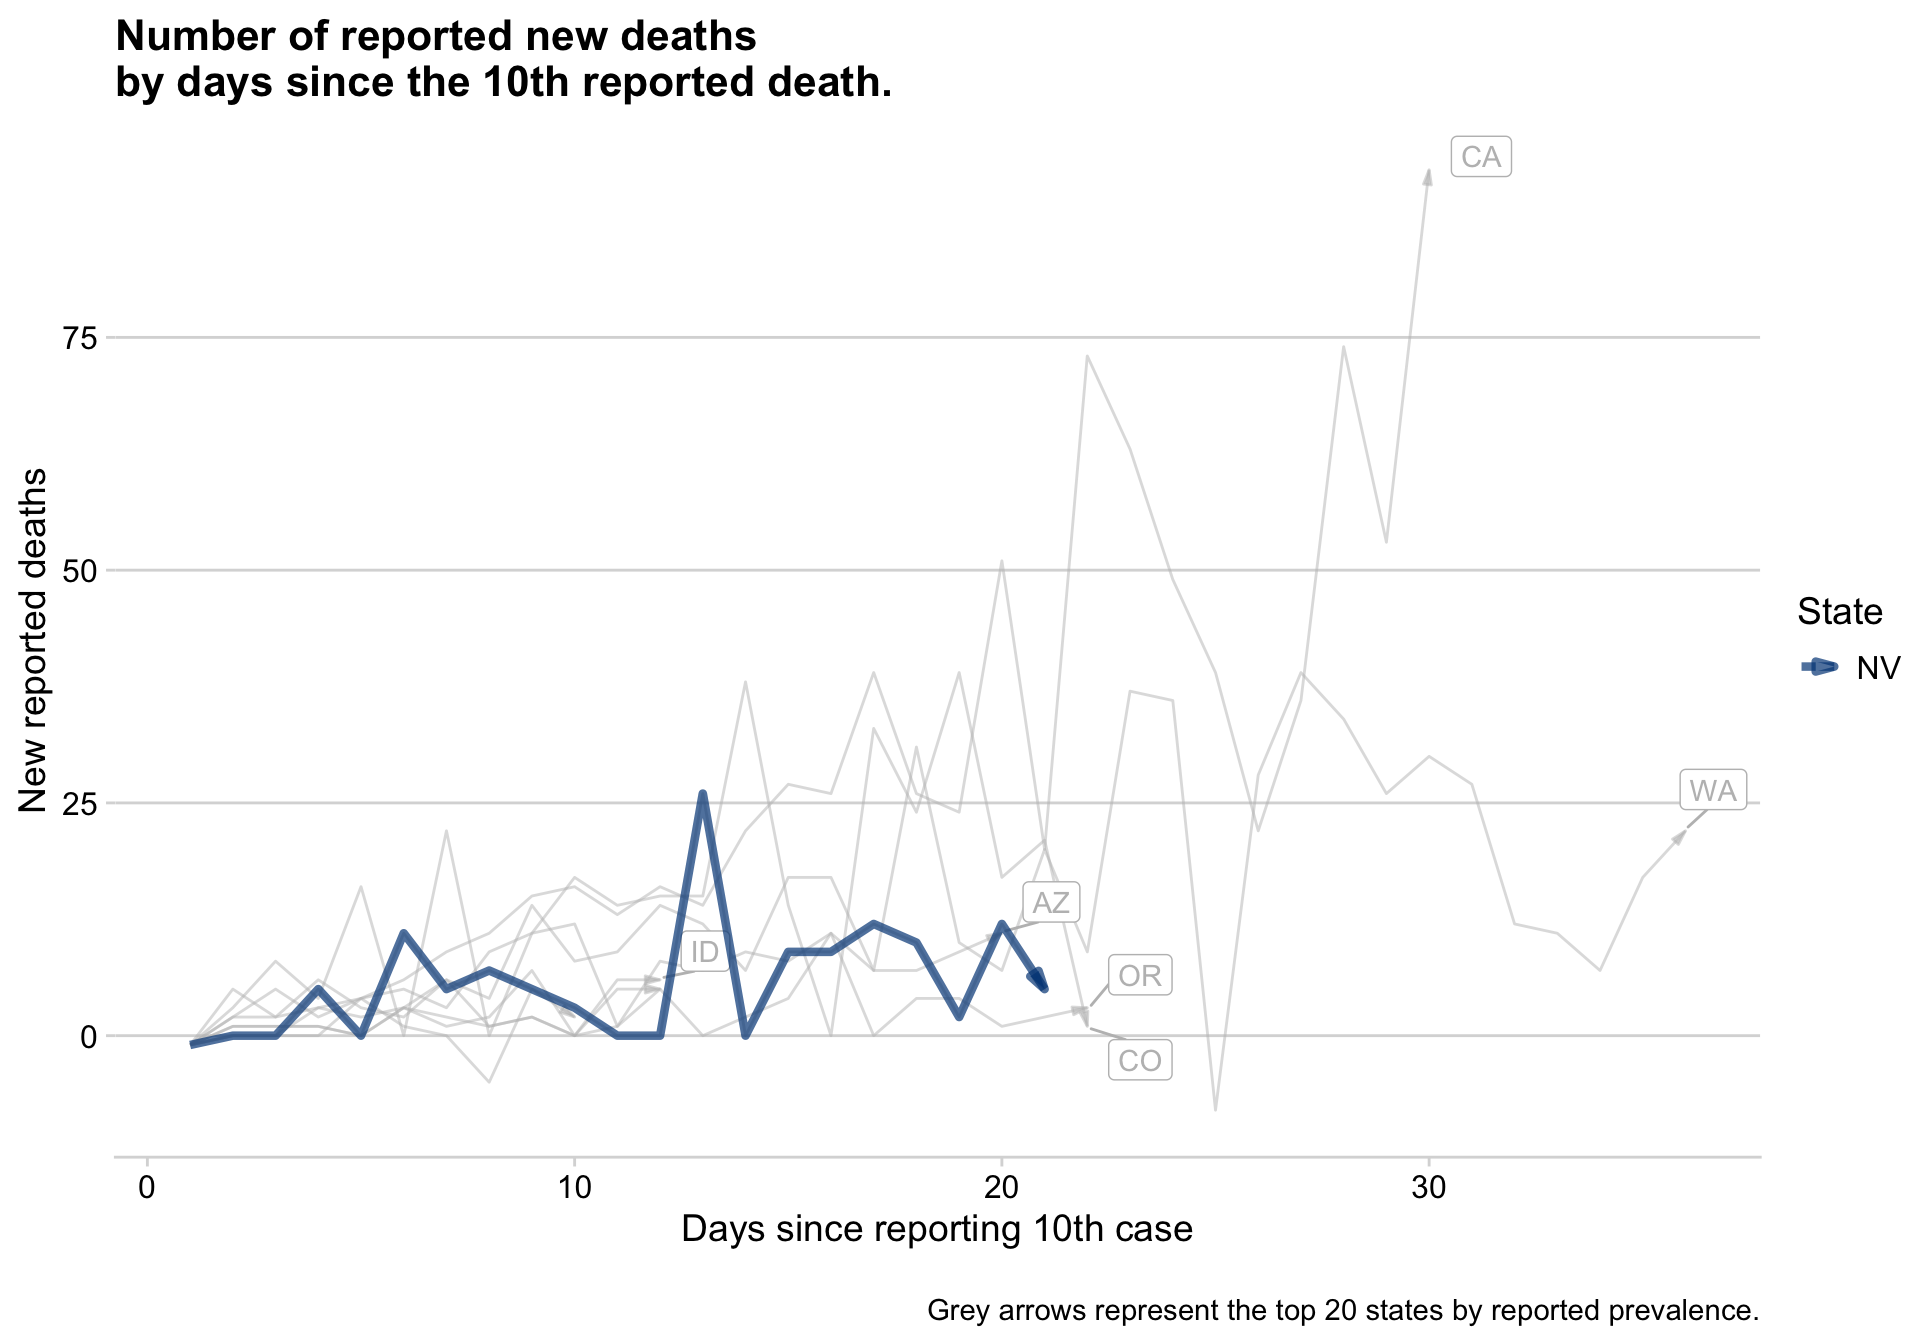 Number of reported new deaths
by days since the 10th reported death.
CA
75
50
25
0
New reported deaths
State
NV
WA
AZ
ID
OR
CO
0
10
20
30
Days since reporting 10th case
Grey arrows represent the top 20 states by reported prevalence.